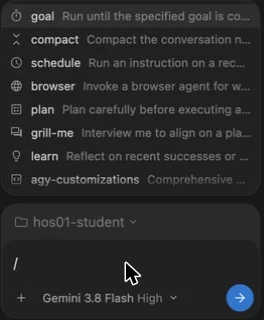 goal Run until the specified goal is co...
compact Compact the conversation n...
schedule Run an instruction on a rec...
browser Invoke a browser agent for w...
plan Plan carefully before executing a...
grill-me Interview me to align on a pla...
learn Reflect on recent successes or ...
agy-customizations Comprehensive ...
hos01-student
/
Gemini 3.8 Flash High